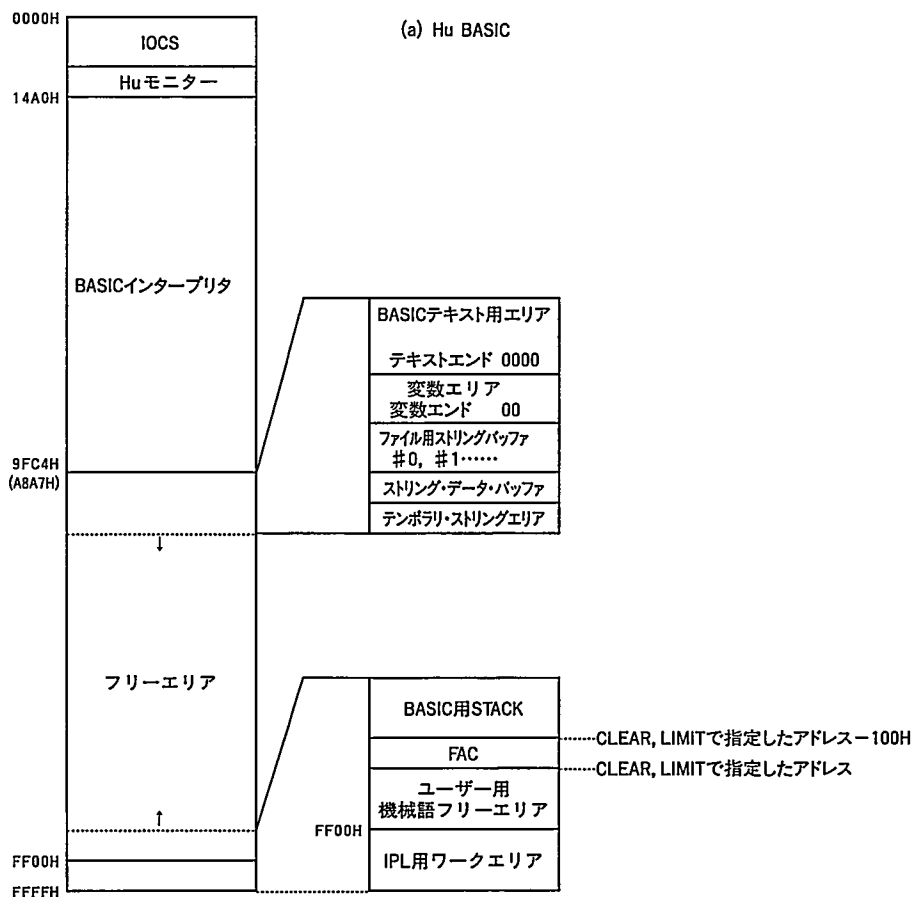 (a) Hu BASIC
0000H
IOCS
Huモニター
14A0H
BASICインタープリタ
9FC4H
(A8A7H)
フリーエリア
FF00H
FFFFH
BASICテキスト用エリア
テキストエンド 0000
変数エリア
変数エンド 00
ファイル用ストリングバッファ
#0, #1……
ストリング・データ・バッファ
テンポラリ・ストリングエリア
BASIC用STACK
CLEAR, LIMITで指定したアドレス－100H
FAC
CLEAR, LIMITで指定したアドレス
ユーザー用
機械語フリーエリア
FF00H
IPL用ワークエリア